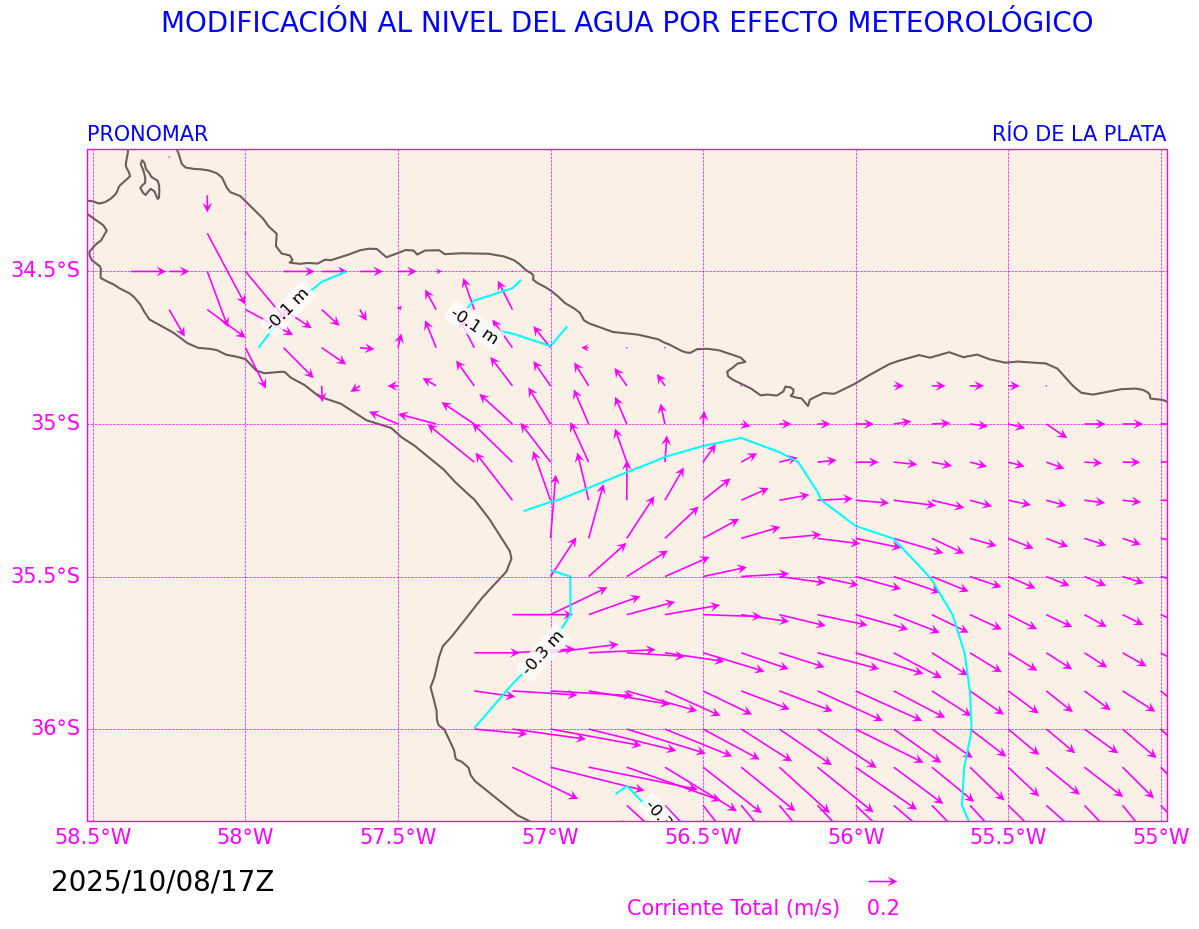 MODIFICACIÓN AL NIVEL DEL AGUA POR EFECTO METEOROLÓGICO
PRONOMAR
RÍO DE LA PLATA
34.5°S
35°S
35.5°S
36°S
-0.1 m
-0.1 m
-0.3 m
58.5°W
58°W
57.5°W
57°W
56.5°W
56°W
55.5°W
55°W
2025/10/08/17Z
Corriente Total (m/s)
0.2